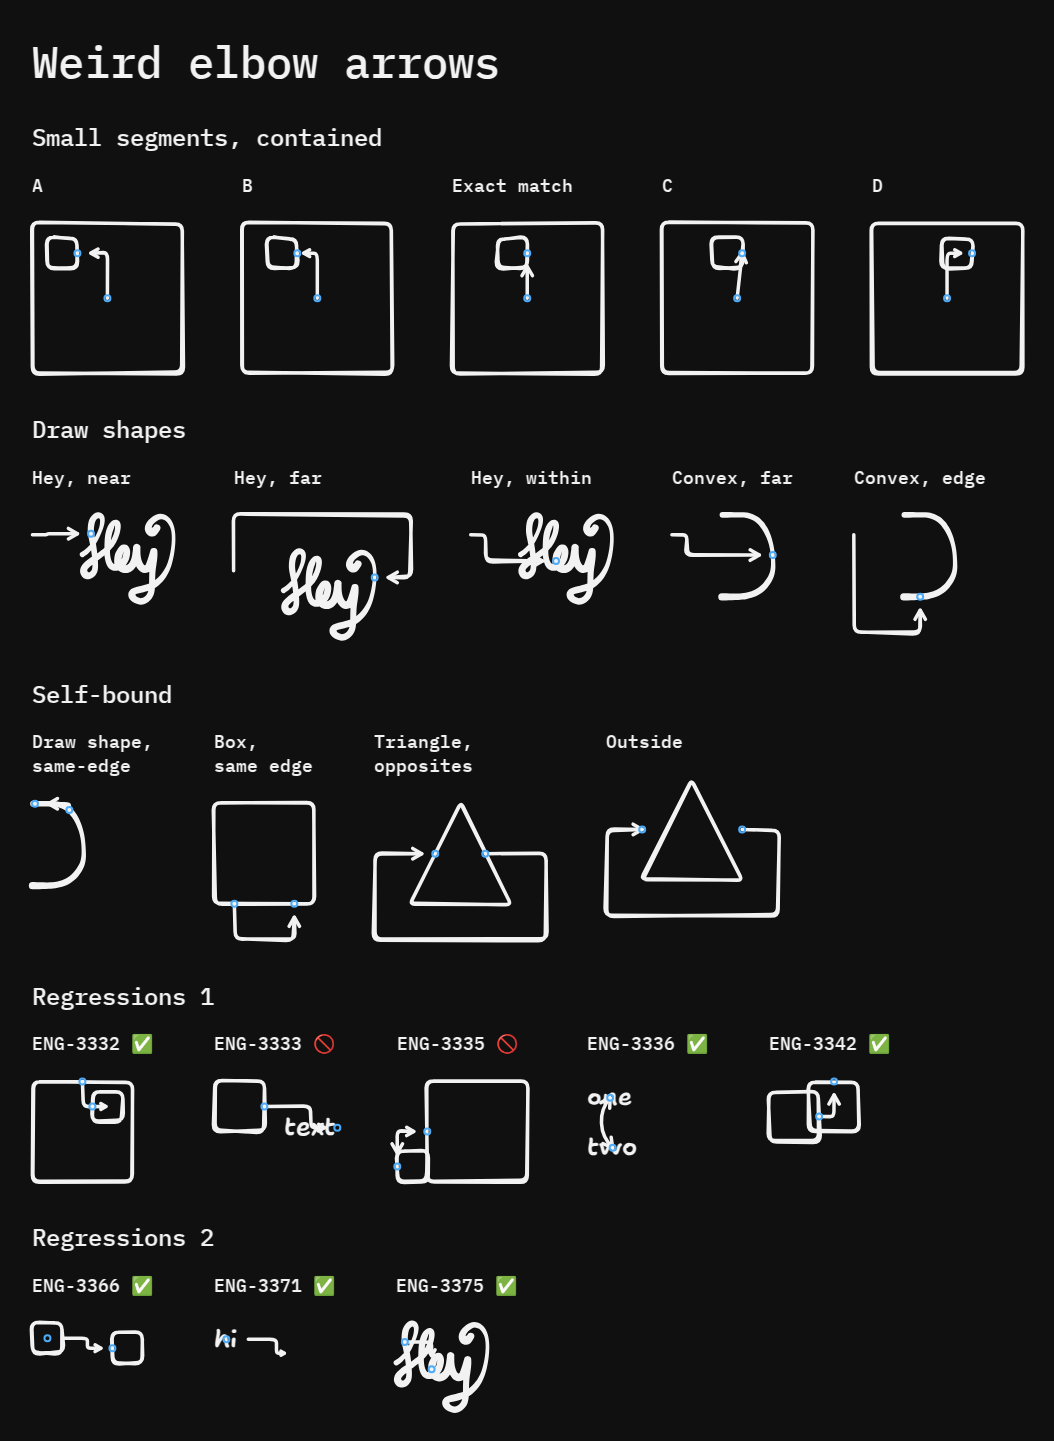 Weird elbow arrows
Small segments, contained
A B Exact match C D
Draw shapes
Hey, near Hey, far Hey, within Convex, far Convex, edge
Hey Hey Hey
Self-bound
Draw shape, same-edge
Box, same edge
Triangle, opposites
Outside
Regressions 1
ENG-3332 ✅ ENG-3333 🚫 ENG-3335 🚫 ENG-3336 ✅ ENG-3342 ✅
one
text
two
Regressions 2
ENG-3366 ✅ ENG-3371 ✅ ENG-3375 ✅
hi Hey